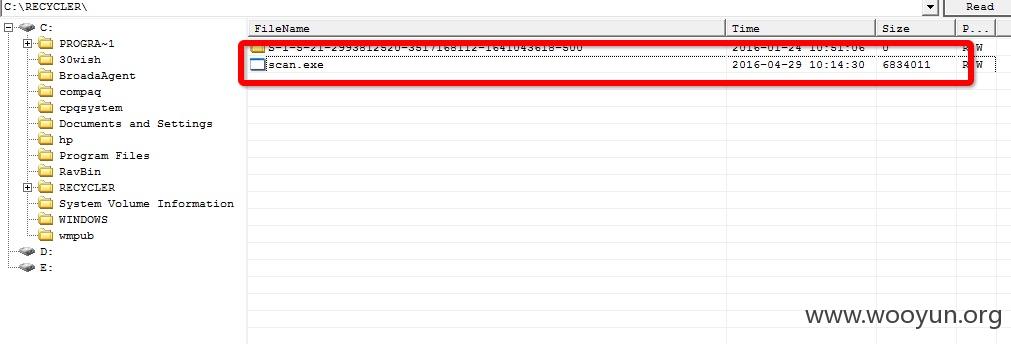 C:\RECYCLER\ Read
C: FileName Time Size P...
PROGRA~1 S-1-5-21-2993812520-3517168112-1641043618-500 2016-01-24 10:51:06 0
30wish scan.exe 2016-04-29 10:14:30 6834011
BroadaAgent
compaq
cpqsystem
Documents and Settings
hp
Program Files
RavBin
RECYCLER
System Volume Information
WINDOWS
wmpub
D:
E:
www.wooyun.org